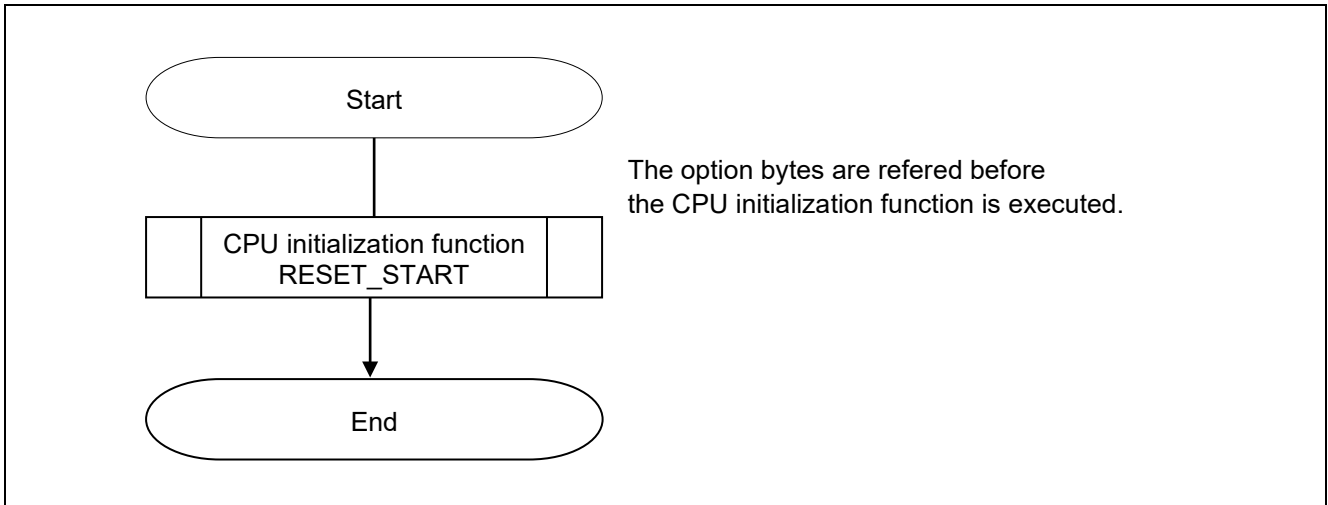 Start
The option bytes are refered before
the CPU initialization function is executed.
CPU initialization function
RESET_START
End